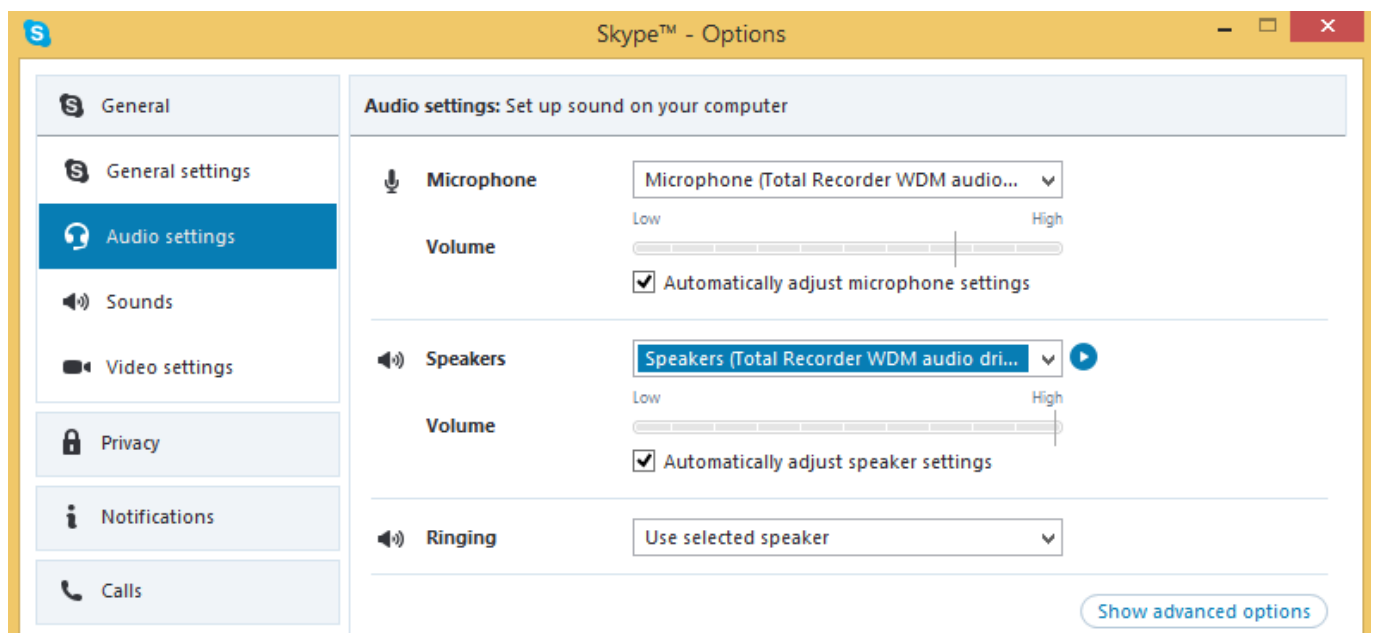 Skype™ - Options
General
General settings
Audio settings
Sounds
Video settings
Privacy
Notifications
Calls
Audio settings: Set up sound on your computer
Microphone
Microphone (Total Recorder WDM audio...
Low High
Volume
Automatically adjust microphone settings
Speakers
Speakers (Total Recorder WDM audio dri...
Low High
Volume
Automatically adjust speaker settings
Ringing
Use selected speaker
Show advanced options